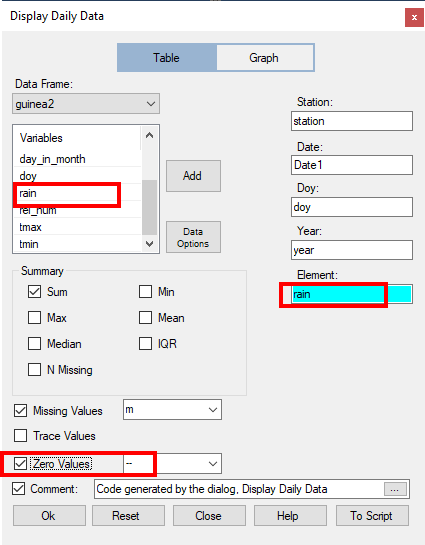 Display Daily Data
x
Table Graph
Data Frame:
guinea2
Variables
day_in_month
doy
rain
rel_hum
tmax
tmin
Add
Data
Options
Station:
station
Date:
Date1
Doy:
doy
Year:
year
Element:
rain
Summary
Sum Min
Max Mean
Median IQR
N Missing
Missing Values m
Trace Values
Zero Values --
Comment: Code generated by the dialog, Display Daily Data ...
Ok Reset Close Help To Script